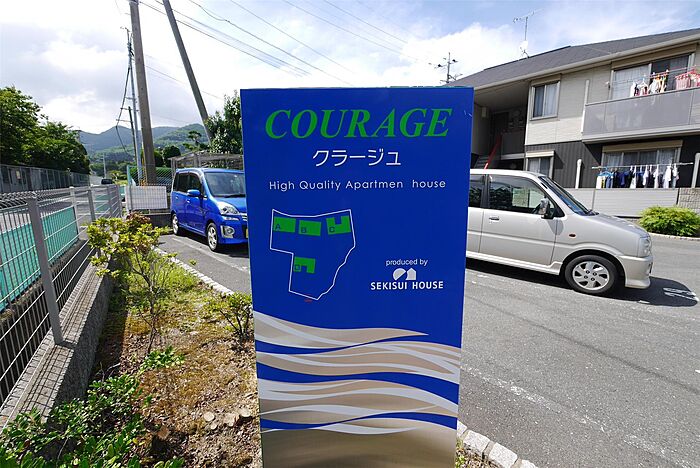 COURAGE
クラージュ
High Quality Apartmen house
A B D
C
produced by
SEKISUI HOUSE